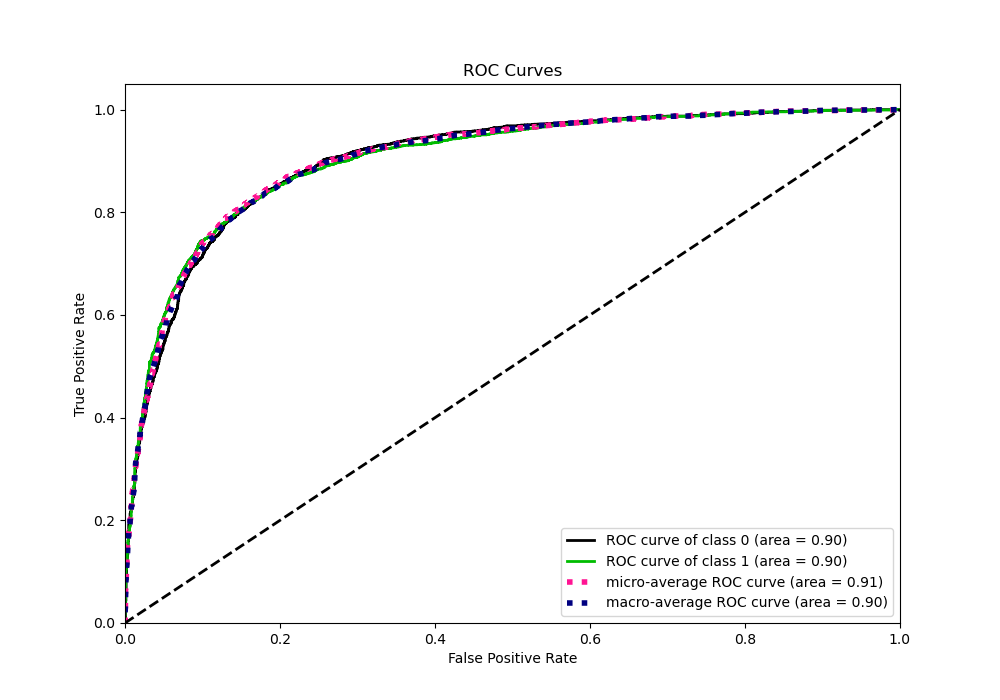 ROC Curves
True Positive Rate
1.0
0.8
0.6
0.4
0.2
0.0
0.0 0.2 0.4 0.6 0.8 1.0
False Positive Rate
ROC curve of class 0 (area = 0.90)
ROC curve of class 1 (area = 0.90)
micro-average ROC curve (area = 0.91)
macro-average ROC curve (area = 0.90)